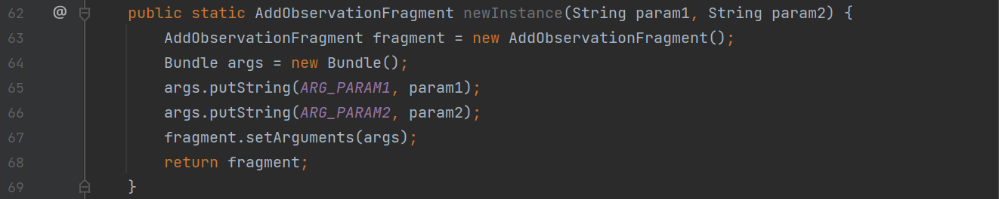 62 @ public static AddObservationFragment newInstance(String param1, String param2) {
63 AddObservationFragment fragment = new AddObservationFragment();
64 Bundle args = new Bundle();
65 args.putString(ARG_PARAM1, param1);
66 args.putString(ARG_PARAM2, param2);
67 fragment.setArguments(args);
68 return fragment;
69 }